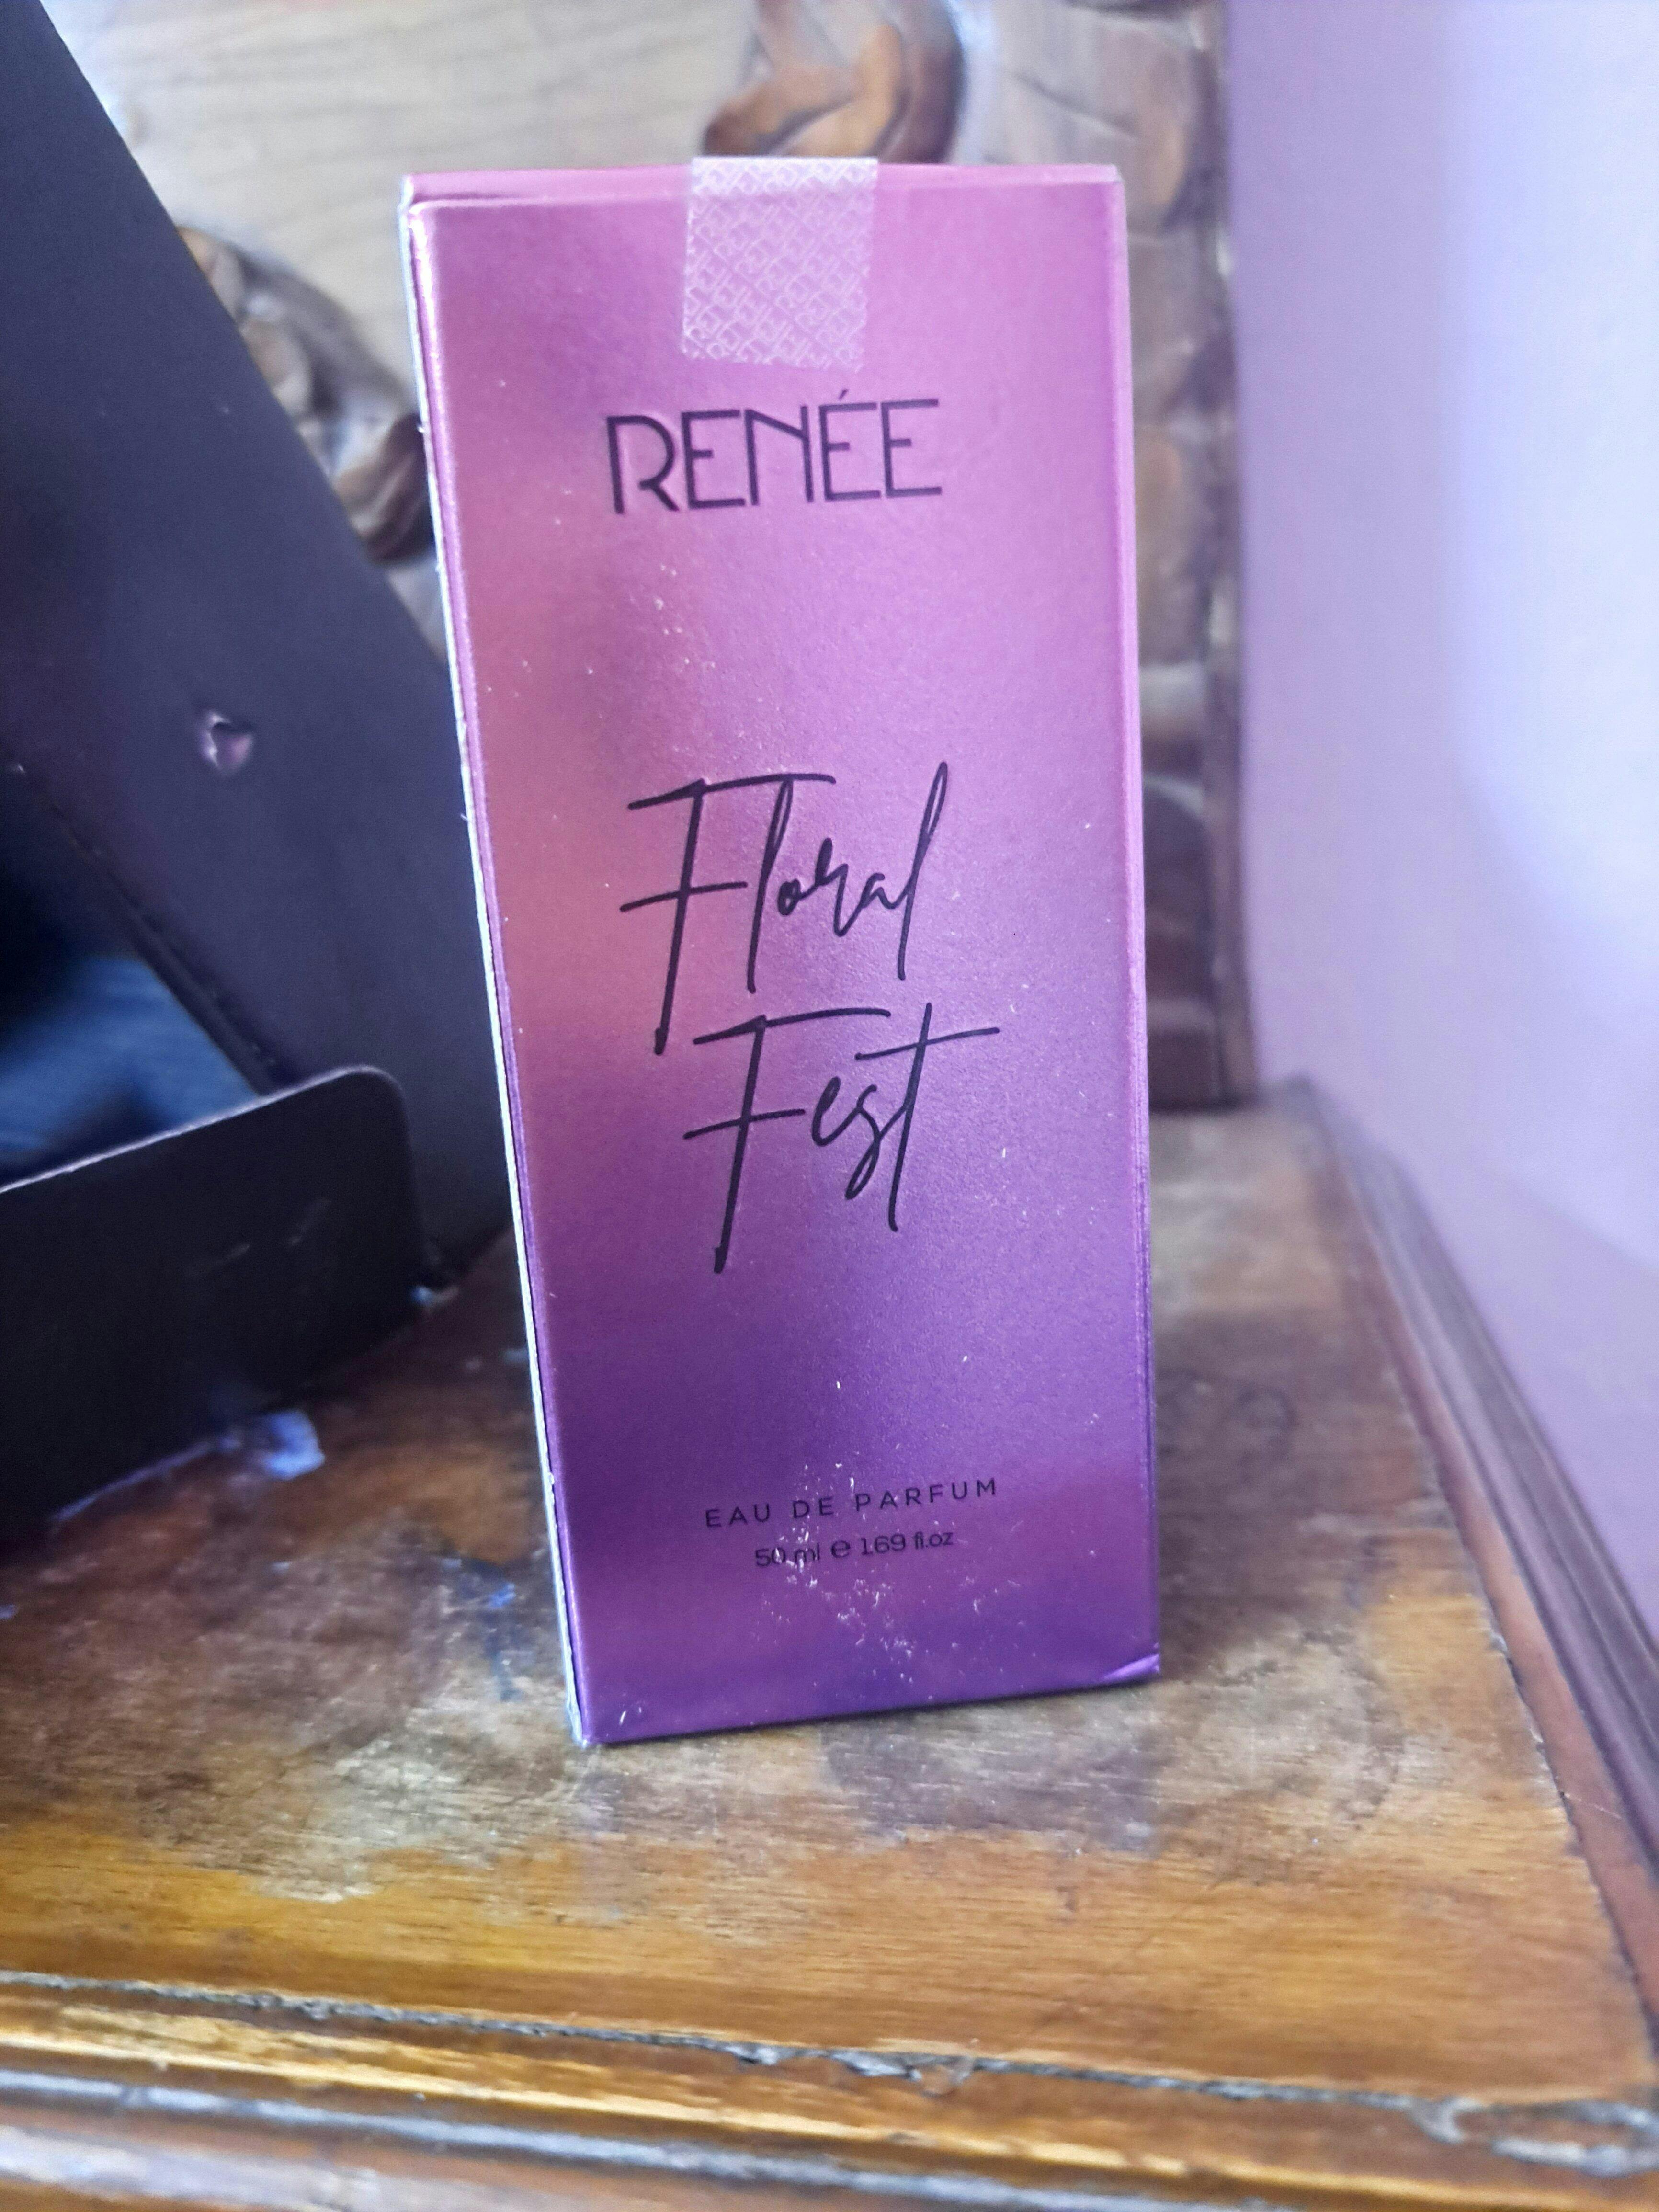 RENÉE
Floral
Fest
EAU DE PARFUM
50 ml ℮ 1.69 fl.oz